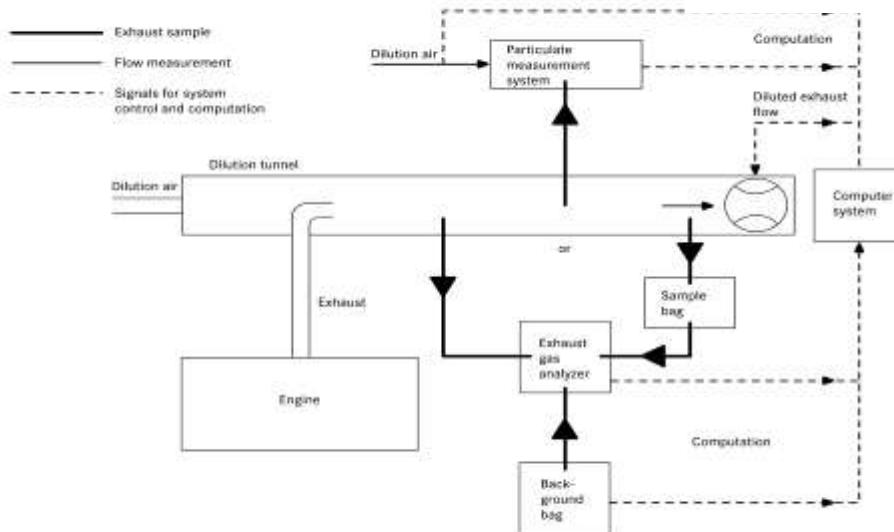 Exhaust sample
Flow measurement
Signals for system
control and computation
Dilution air
Particulate
measurement
system
Computation
Diluted exhaust
flow
Dilution tunnel
Dilution air
Computer
system
or
Exhaust
Sample
bag
Exhaust
gas
analyzer
Engine
Computation
Back-
ground
bag